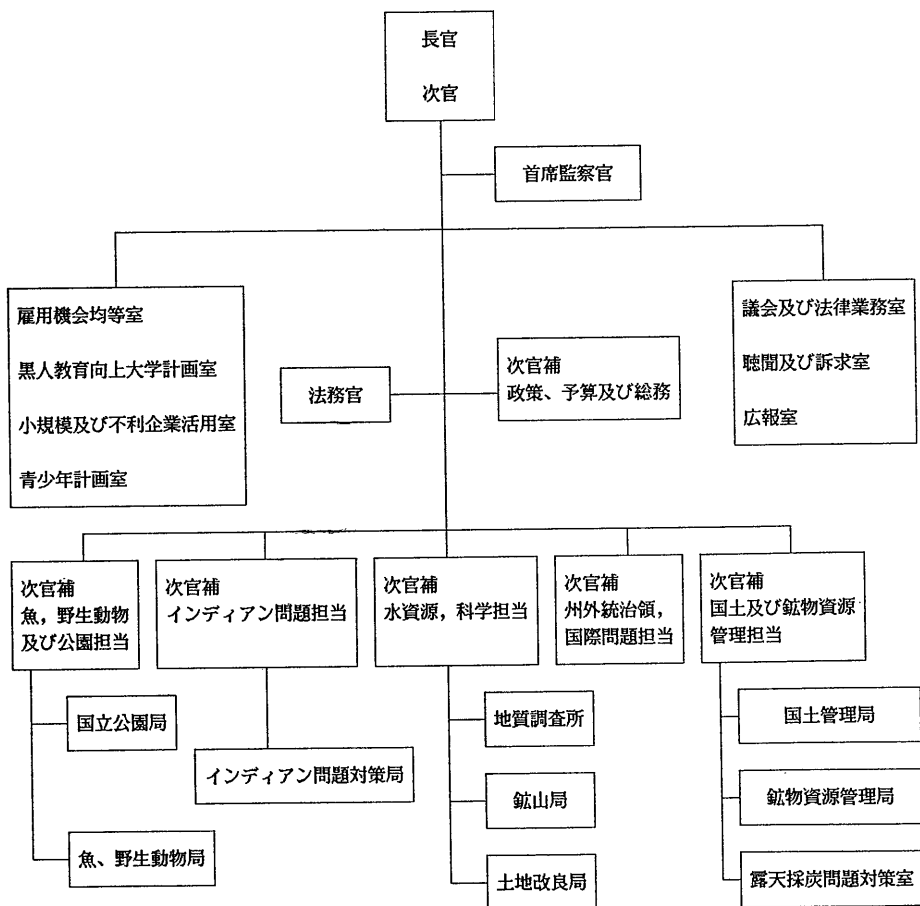 長官
次官
首席監察官
雇用機会均等室
黒人教育向上大学計画室
小規模及び不利企業活用室
青少年計画室
法務官
次官補
政策、予算及び総務
議会及び法律業務室
聴聞及び訴求室
広報室
次官補
魚，野生動物
及び公園担当
次官補
インディアン問題担当
次官補
水資源，科学担当
次官補
州外統治領，
国際問題担当
次官補
国土及び鉱物資源
管理担当
国立公園局
魚、野生動物局
インディアン問題対策局
地質調査所
鉱山局
土地改良局
国土管理局
鉱物資源管理局
露天採炭問題対策室